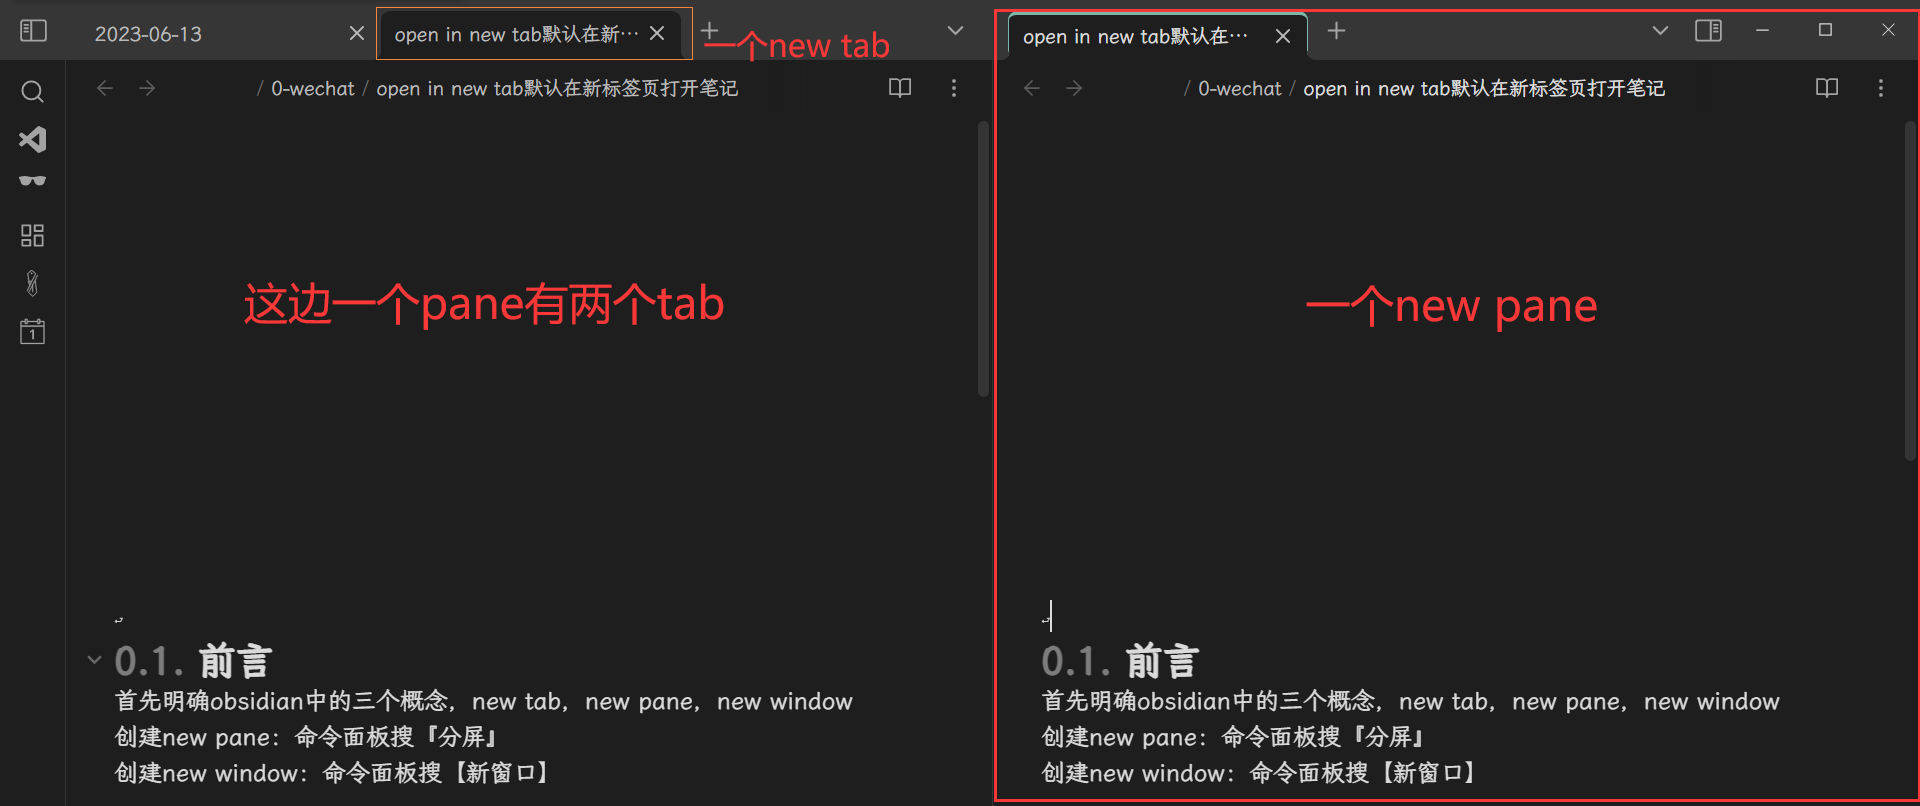 2023-06-13
open in new tab默认在新…
一个new tab
/ 0-wechat / open in new tab默认在新标签页打开笔记
这边一个pane有两个tab
1
0.1. 前言
首先明确obsidian中的三个概念，new tab，new pane，new window
创建new pane：命令面板搜『分屏』
创建new window：命令面板搜【新窗口】
open in new tab默认在…
/ 0-wechat / open in new tab默认在新标签页打开笔记
一个new pane
0.1. 前言
首先明确obsidian中的三个概念，new tab，new pane，new window
创建new pane：命令面板搜『分屏』
创建new window：命令面板搜【新窗口】